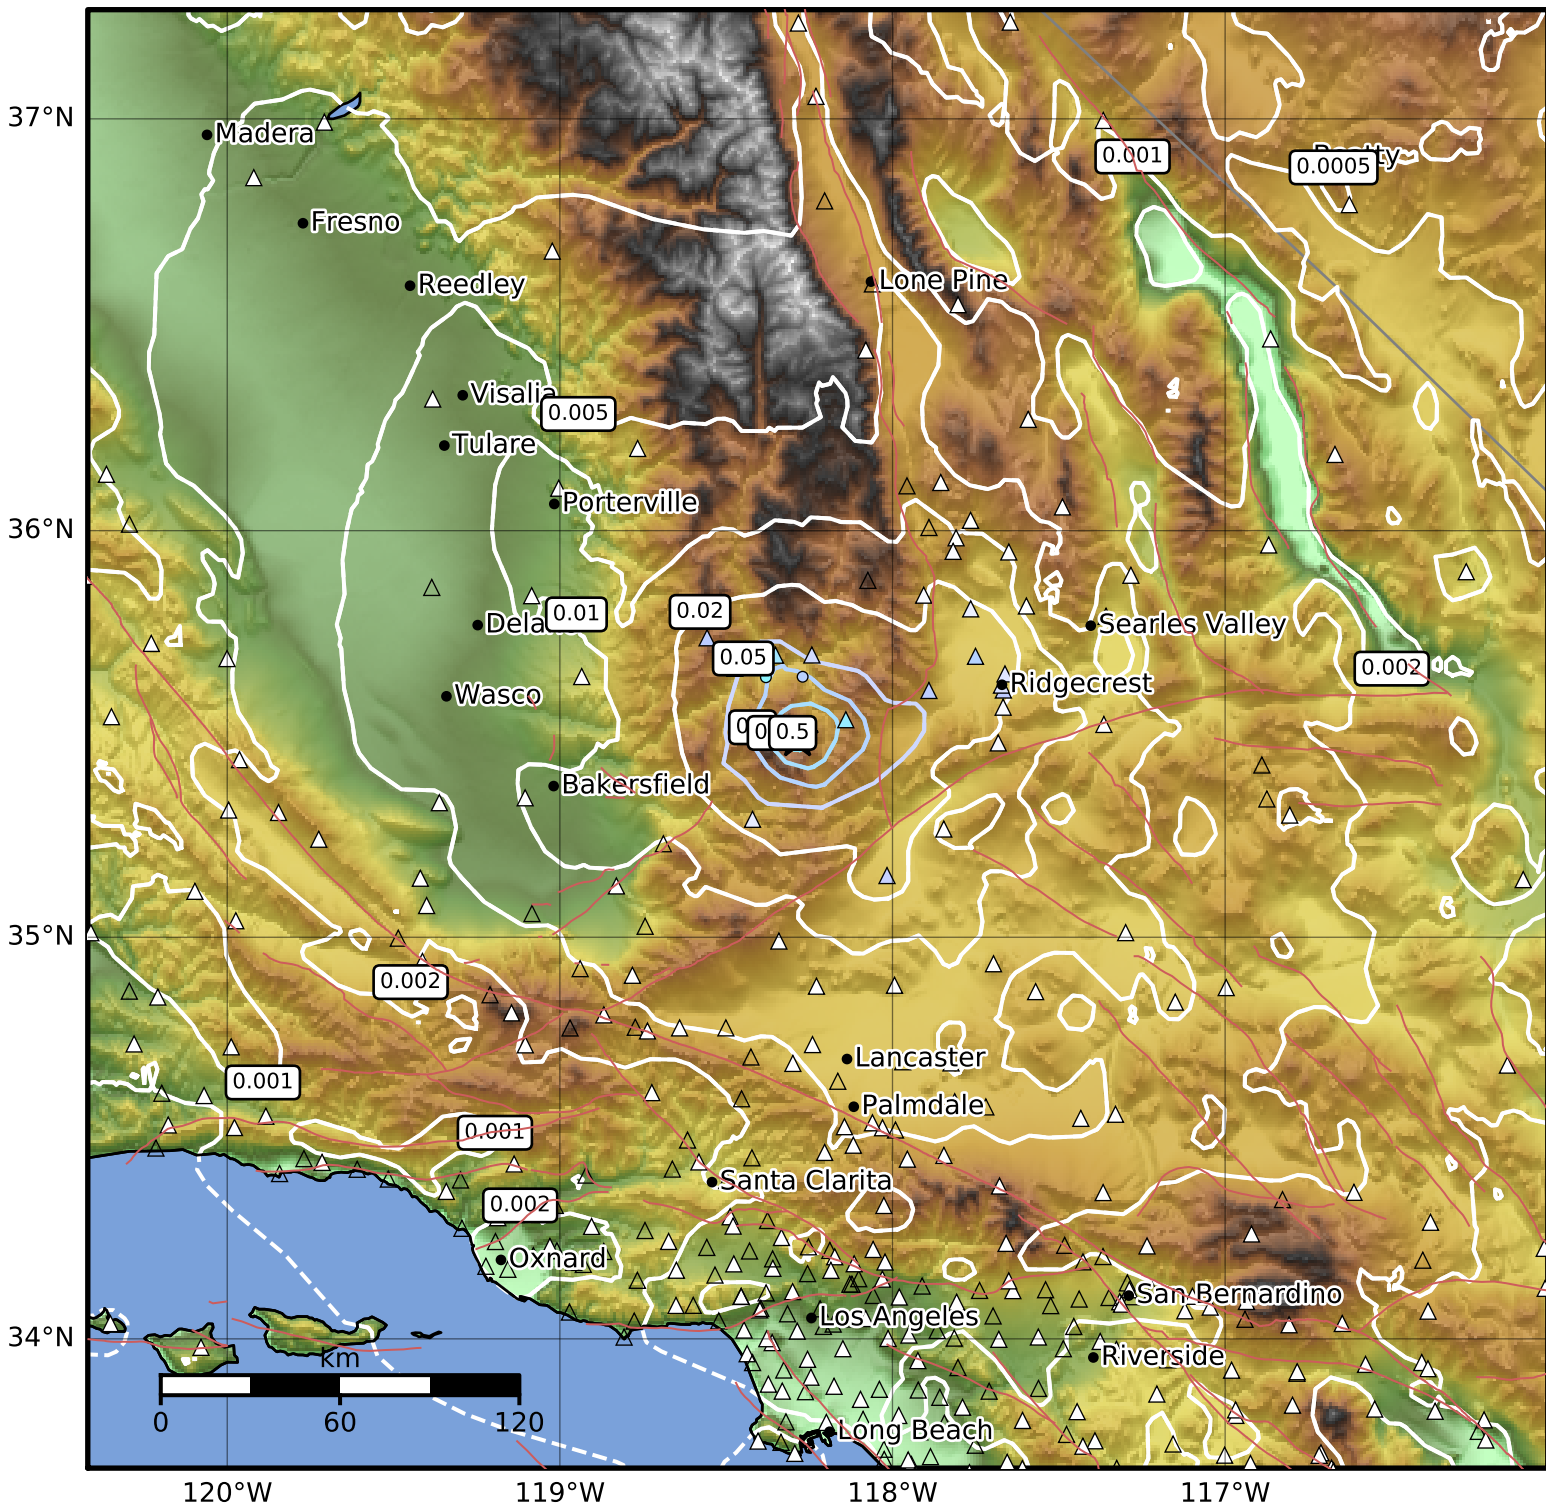 37°N
36°N
35°N
34°N
120°W
119°W
118°W
117°W
Madera
Fresno
Reedley
Visalia
Tulare
Porterville
Wasco
Bakersfield
Lone Pine
Searles Valley
Ridgecrest
Lancaster
Palmdale
Santa Clarita
Oxnard
Los Angeles
Long Beach
San Bernardino
Riverside
0.001
0.0005
0.005
0.01
0.02
0.05
0.5
0.002
0.002
0.001
0.001
0.002
km
0
60
120